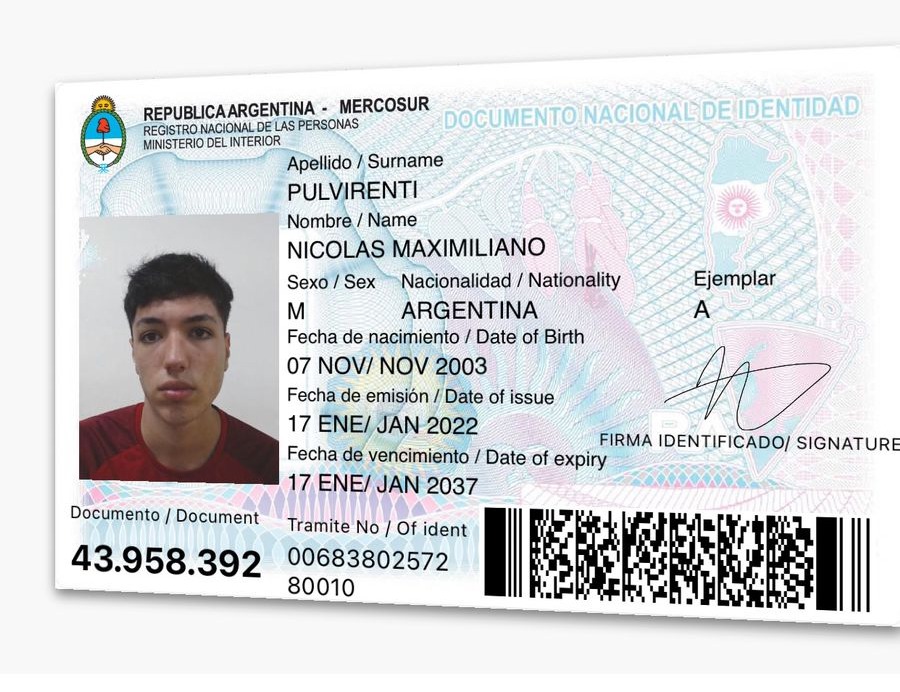 REPUBLICA ARGENTINA - MERCOSUR
REGISTRO NACIONAL DE LAS PERSONAS
MINISTERIO DEL INTERIOR
DOCUMENTO NACIONAL DE IDENTIDAD
Apellido / Surname
PULVIRENTI
Nombre / Name
NICOLAS MAXIMILIANO
Sexo / Sex Nacionalidad / Nationality Ejemplar
M ARGENTINA A
Fecha de nacimiento / Date of Birth
07 NOV/ NOV 2003
Fecha de emisión / Date of issue
17 ENE/ JAN 2022
FIRMA IDENTIFICADO/ SIGNATURE
Fecha de vencimiento / Date of expiry
17 ENE/ JAN 2037
Documento / Document
43.958.392
Tramite No / Of ident
00683802572
80010